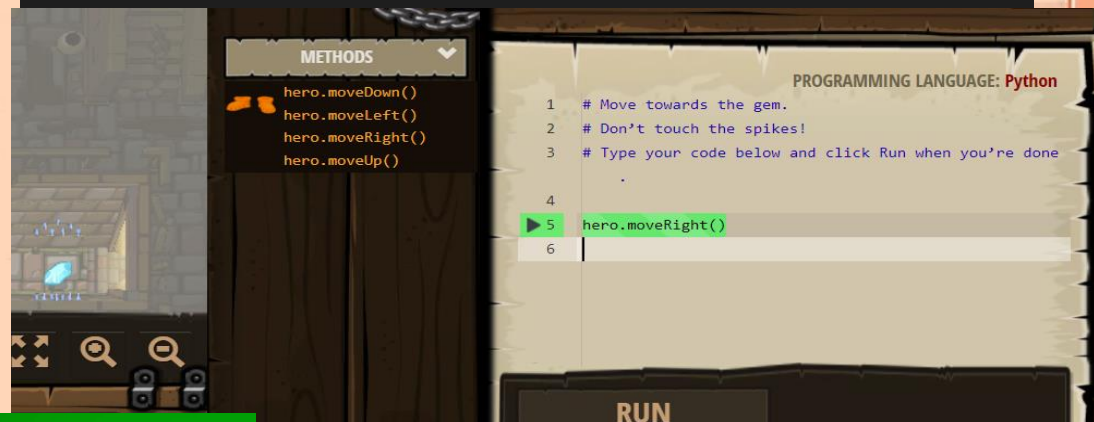 METHODS
hero.moveDown()
hero.moveLeft()
hero.moveRight()
hero.moveUp()
PROGRAMMING LANGUAGE: Python
1 # Move towards the gem.
2 # Don’t touch the spikes!
3 # Type your code below and click Run when you’re done
.
4
5 hero.moveRight()
6
RUN